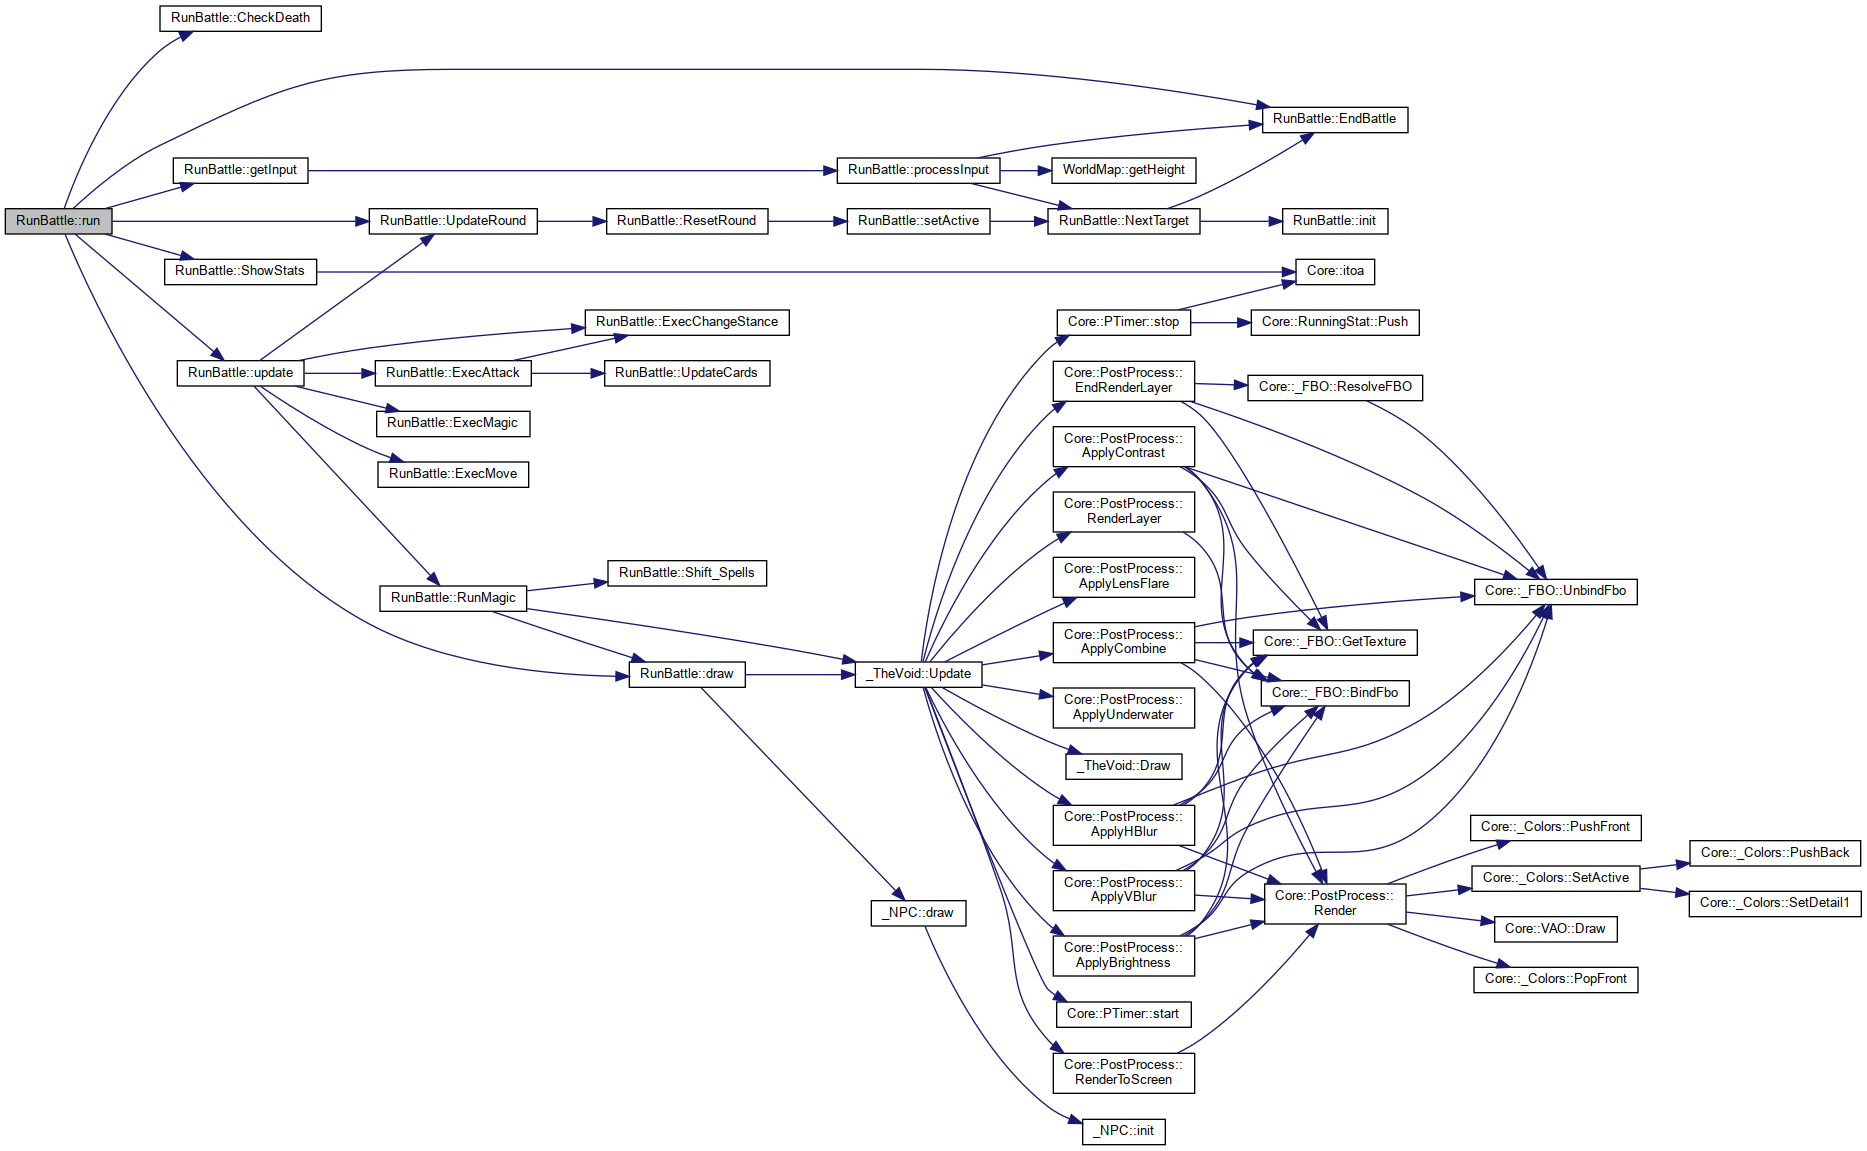 RunBattle::run
RunBattle::CheckDeath
RunBattle::getInput
RunBattle::ShowStats
RunBattle::update
RunBattle::UpdateRound
RunBattle::ExecAttack
RunBattle::ExecMagic
RunBattle::ExecMove
RunBattle::RunMagic
RunBattle::ResetRound
RunBattle::ExecChangeStance
RunBattle::UpdateCards
RunBattle::Shift_Spells
RunBattle::draw
RunBattle::processInput
RunBattle::setActive
_TheVoid::Update
_NPC::draw
WorldMap::getHeight
RunBattle::NextTarget
Core::PTimer::stop
Core::PostProcess::
EndRenderLayer
Core::PostProcess::
ApplyContrast
Core::PostProcess::
RenderLayer
Core::PostProcess::
ApplyLensFlare
Core::PostProcess::
ApplyCombine
Core::PostProcess::
ApplyUnderwater
_TheVoid::Draw
Core::PostProcess::
ApplyHBlur
Core::PostProcess::
ApplyVBlur
Core::PostProcess::
ApplyBrightness
Core::PTimer::start
Core::PostProcess::
RenderToScreen
_NPC::init
RunBattle::EndBattle
RunBattle::init
Core::itoa
Core::RunningStat::Push
Core::_FBO::ResolveFBO
Core::_FBO::GetTexture
Core::_FBO::BindFbo
Core::PostProcess::
Render
Core::_FBO::UnbindFbo
Core::_Colors::PushFront
Core::_Colors::SetActive
Core::VAO::Draw
Core::_Colors::PopFront
Core::_Colors::PushBack
Core::_Colors::SetDetail1